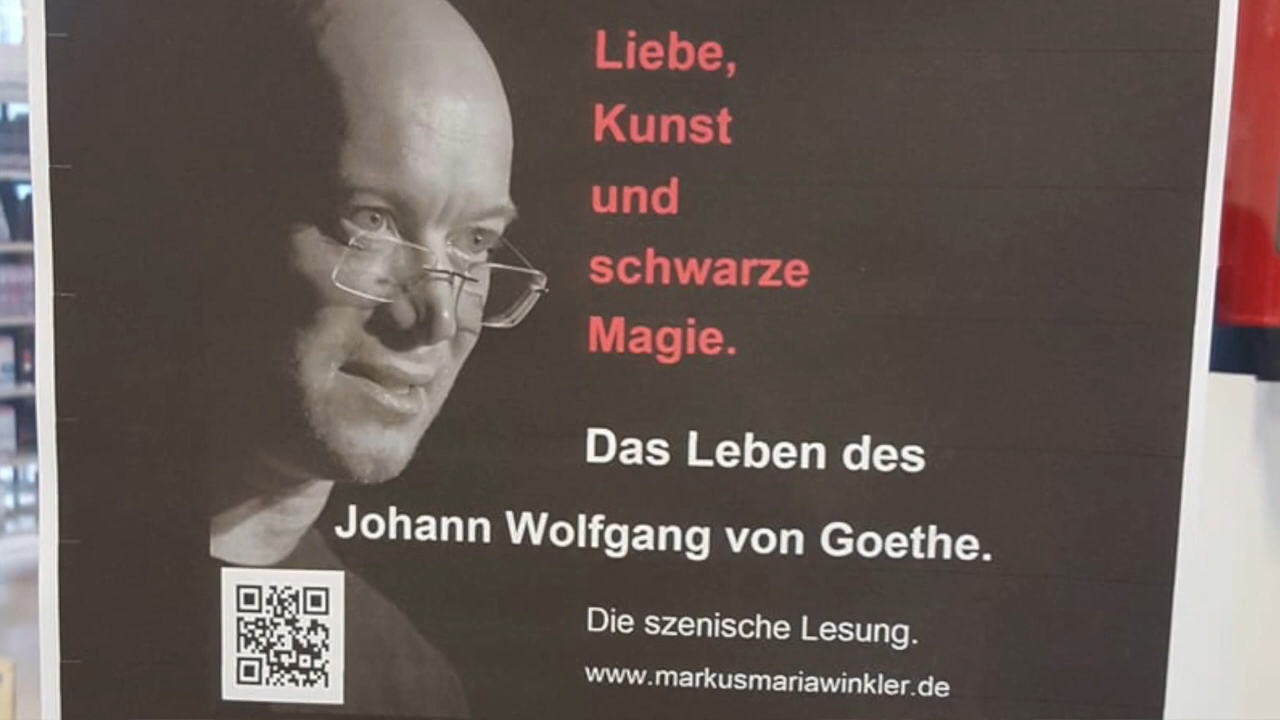 Liebe,
Kunst
und
schwarze
Magie.
Das Leben des
Johann Wolfgang von Goethe.
Die szenische Lesung.
www.markusmariawinkler.de